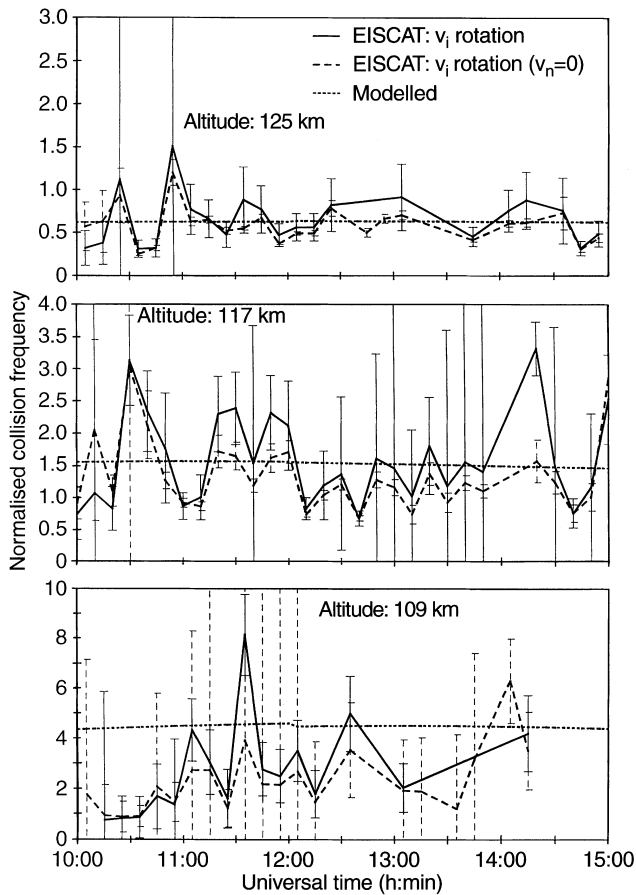 3.0
2.5
2.0
1.5
1.0
0.5
0
EISCAT: vi rotation
EISCAT: vi rotation (vn=0)
Modelled
Altitude: 125 km
4.0
3.5
3.0
2.5
2.0
1.5
1.0
0.5
0
Altitude: 117 km
Normalised collision frequency
10
8
6
4
2
0
Altitude: 109 km
10:00 11:00 12:00 13:00 14:00 15:00
Universal time (h:min)